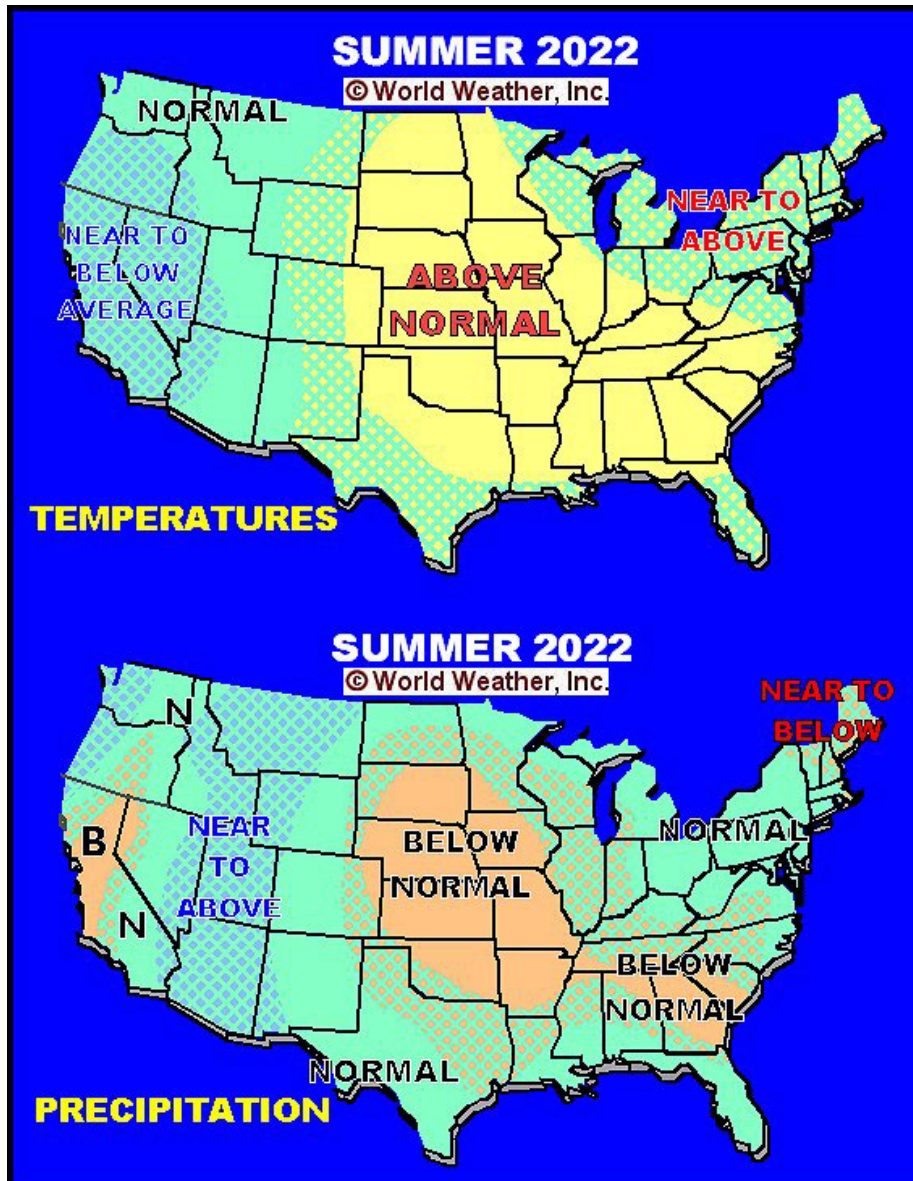 SUMMER 2022
© World Weather, Inc.
NORMAL
NEAR TO
ABOVE
NEAR TO
BELOW
AVERAGE
ABOVE
NORMAL
TEMPERATURES
SUMMER 2022
© World Weather, Inc.
NEAR TO
BELOW
N
NEAR
TO
ABOVE
B
N
BELOW
NORMAL
NORMAL
BELOW
NORMAL
NORMAL
PRECIPITATION